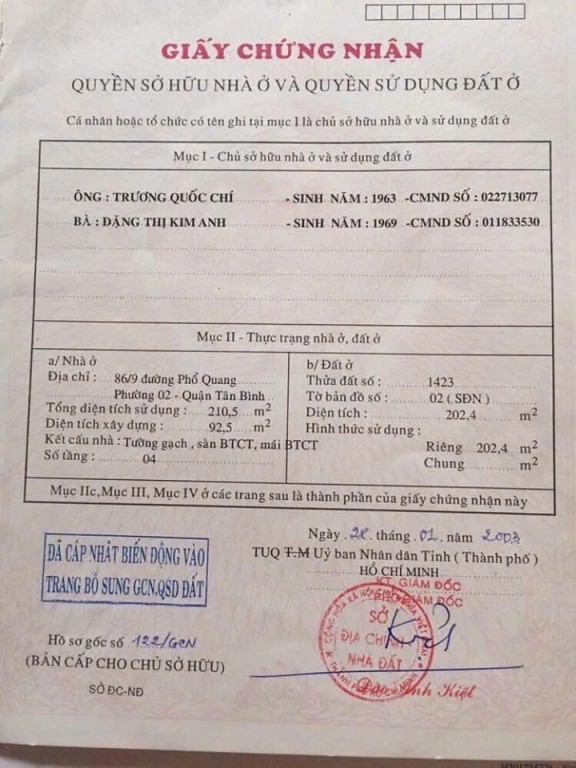 GIẤY CHỨNG NHẬN
QUYỀN SỞ HỮU NHÀ Ở VÀ QUYỀN SỬ DỤNG ĐẤT Ở
Cá nhân hoặc tổ chức có tên ghi tại mục I là chủ sở hữu nhà ở và sử dụng đất ở
Mục I - Chủ sở hữu nhà ở và sử dụng đất ở
ÔNG : TRƯƠNG QUỐC CHÍ - SINH NĂM : 1963 -CMND SỐ : 022713077
BÀ : ĐẶNG THỊ KIM ANH - SINH NĂM : 1969 -CMND SỐ : 011833530
Mục II - Thực trạng nhà ở, đất ở
a/ Nhà ở
Địa chỉ : 86/9 đường Phổ Quang
Phường 02 - Quận Tân Bình
Tổng diện tích sử dụng : 210,5 m2
Diện tích xây dựng : 92,5 m2
Kết cấu nhà : Tường gạch , sàn BTCT, mái BTCT
Số tầng : 04
b/ Đất ở
Thửa đất số : 1423
Tờ bản đồ số : 02 ( SĐN )
Diện tích : 202,4 m2
Hình thức sử dụng :
Riêng 202,4 m2
Chung m2
Mục IIc,Mục III, Mục IV ở các trang sau là thành phần của giấy chứng nhận này
Ngày . 28 . tháng . 01 . năm 2003
TUQ T.M Uỷ ban Nhân dân Tỉnh ( Thành phố )
HỒ CHÍ MINH
KT. GIÁM ĐỐC
PHÓ GIÁM ĐỐC
ĐÃ CẬP NHẬT BIẾN ĐỘNG VÀO
TRANG BỔ SUNG GCN.QSD ĐẤT
SỞ
ĐỊA CHÍNH
NHÀ ĐẤT
Hồ sơ gốc số 122/GCN
(BẢN CẤP CHO CHỦ SỞ HỮU)
SỞ ĐC-NĐ
Anh Kiệt